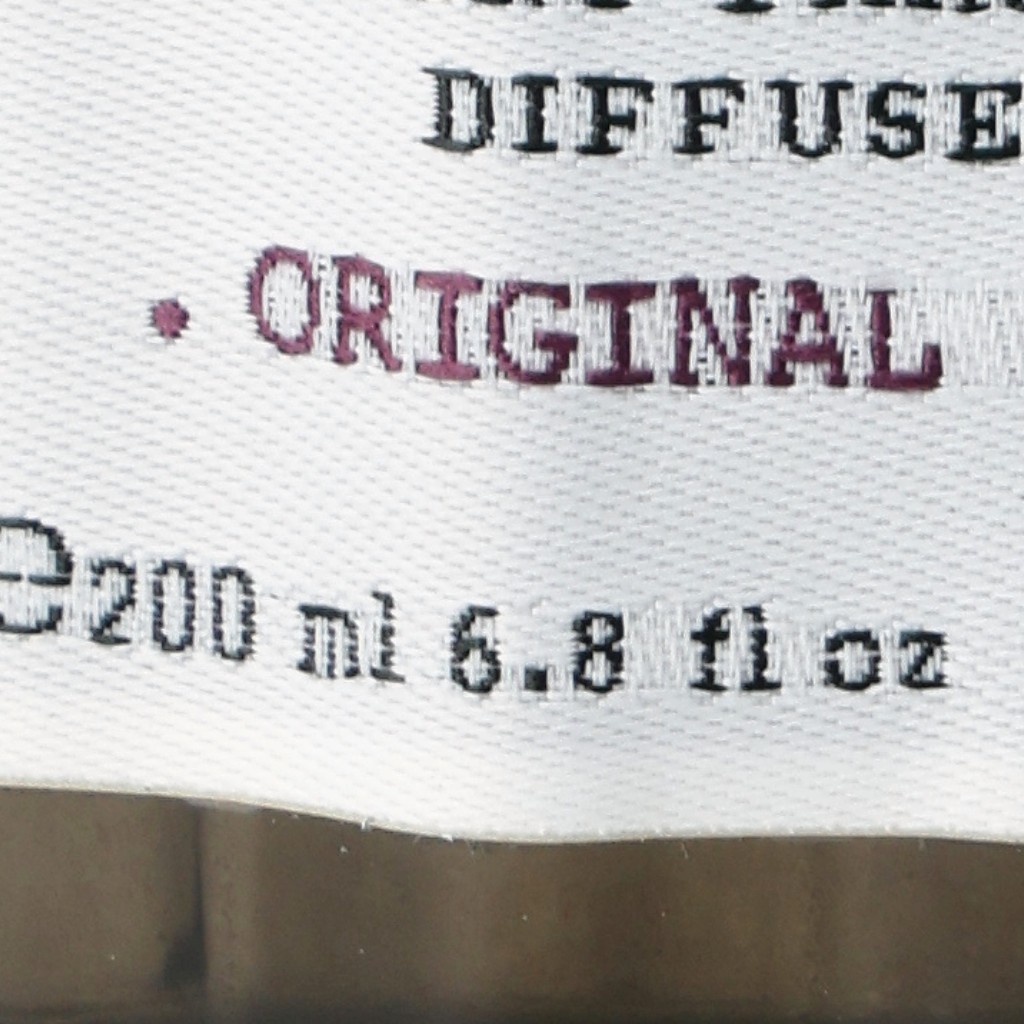 DIFFUSE
• ORIGINAL
℮200 ml 6.8 fl oz